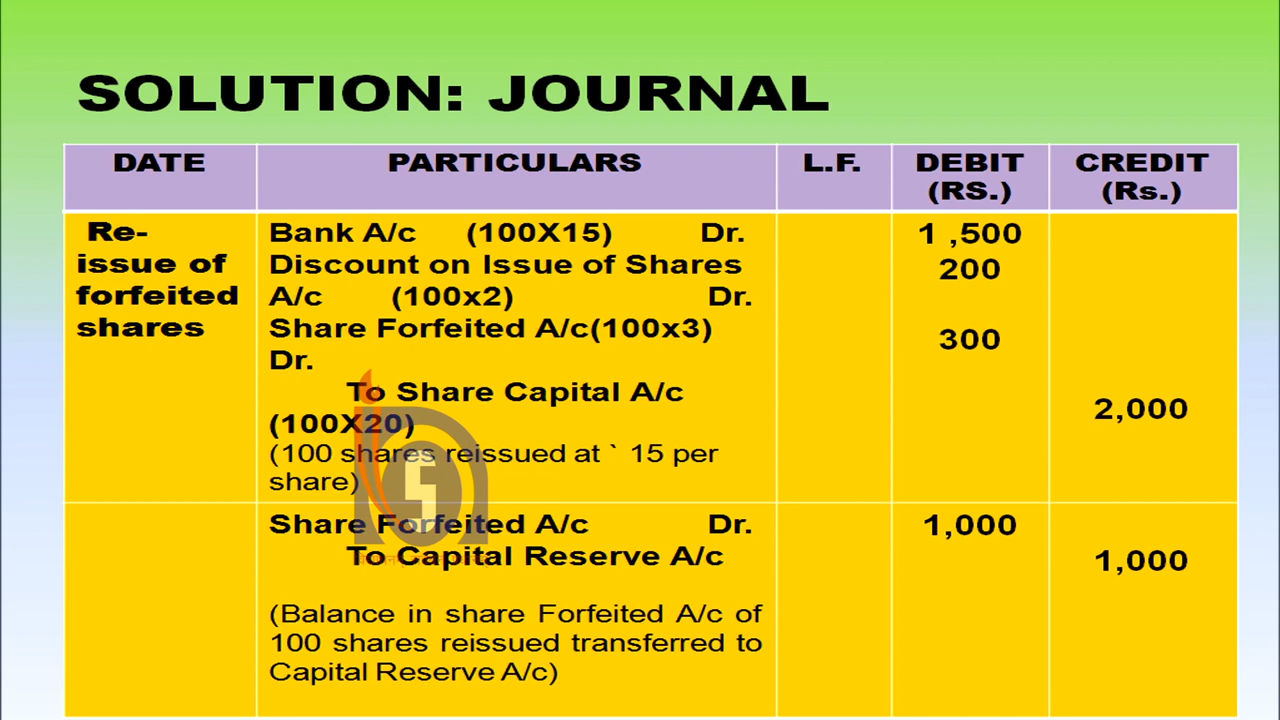 SOLUTION: JOURNAL
DATE PARTICULARS L.F. DEBIT (RS.) CREDIT (Rs.)
Re-
issue of
forfeited
shares
Bank A/c (100X15) Dr.
Discount on Issue of Shares
A/c (100x2) Dr.
Share Forfeited A/c(100x3)
Dr.
To Share Capital A/c
(100X20)
(100 shares reissued at ` 15 per
share)
1 ,500
200
300
2,000
Share Forfeited A/c Dr.
To Capital Reserve A/c
(Balance in share Forfeited A/c of
100 shares reissued transferred to
Capital Reserve A/c)
1,000
1,000